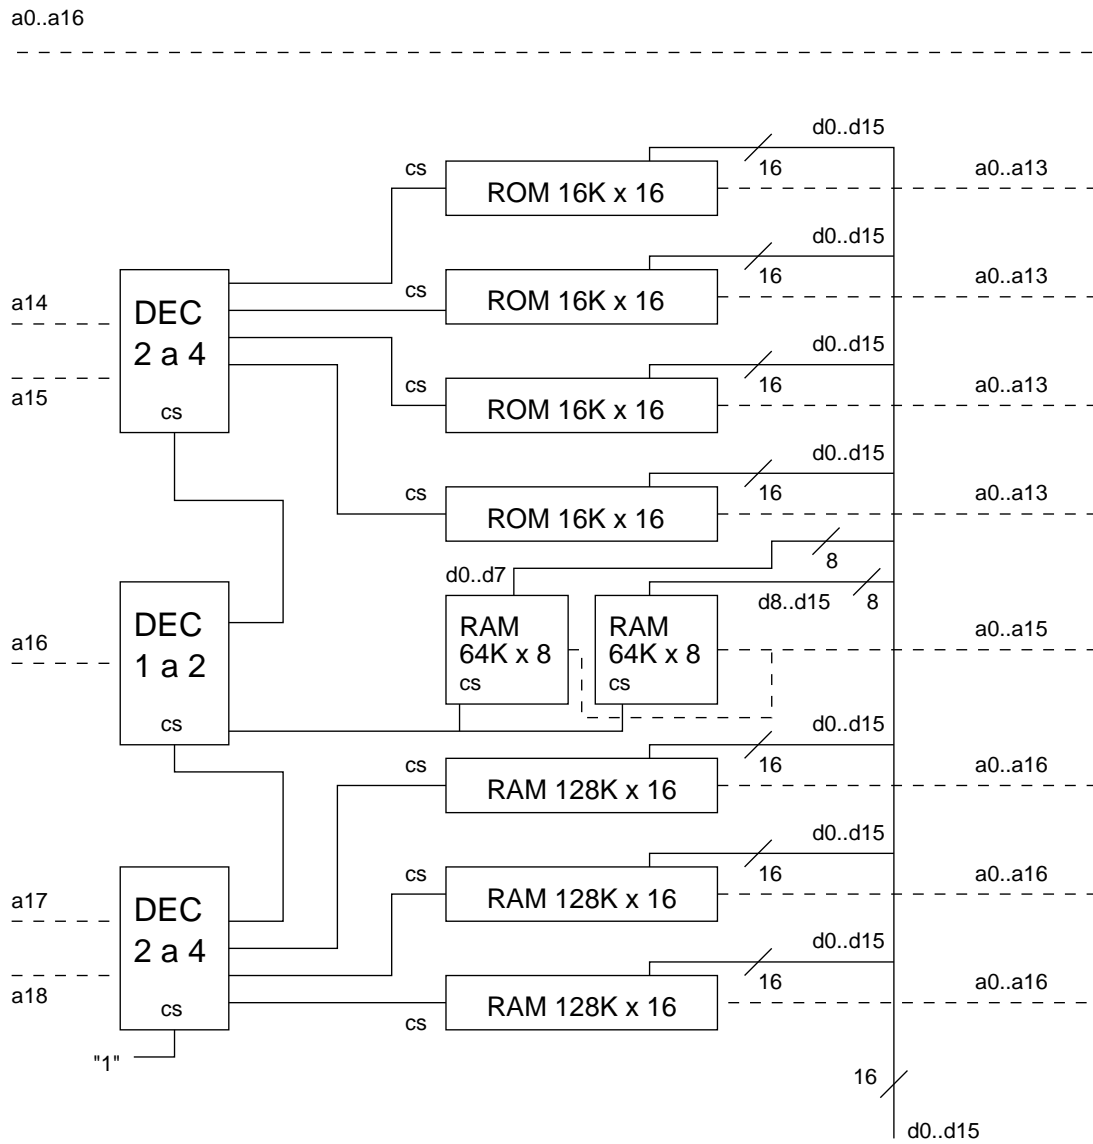 a0..a16
d0..d15
cs
16
a0..a13
ROM 16K x 16
d0..d15
a14
DEC
2 a 4
cs
16
a0..a13
ROM 16K x 16
d0..d15
a15
cs
cs
16
a0..a13
ROM 16K x 16
d0..d15
cs
16
a0..a13
ROM 16K x 16
8
d0..d7
d8..d15
8
a16
DEC
1 a 2
cs
RAM
64K x 8
cs
RAM
64K x 8
cs
a0..a15
d0..d15
cs
16
a0..a16
RAM 128K x 16
d0..d15
a17
DEC
2 a 4
cs
16
a0..a16
RAM 128K x 16
d0..d15
a18
cs
16
a0..a16
RAM 128K x 16
cs
"1"
16
d0..d15